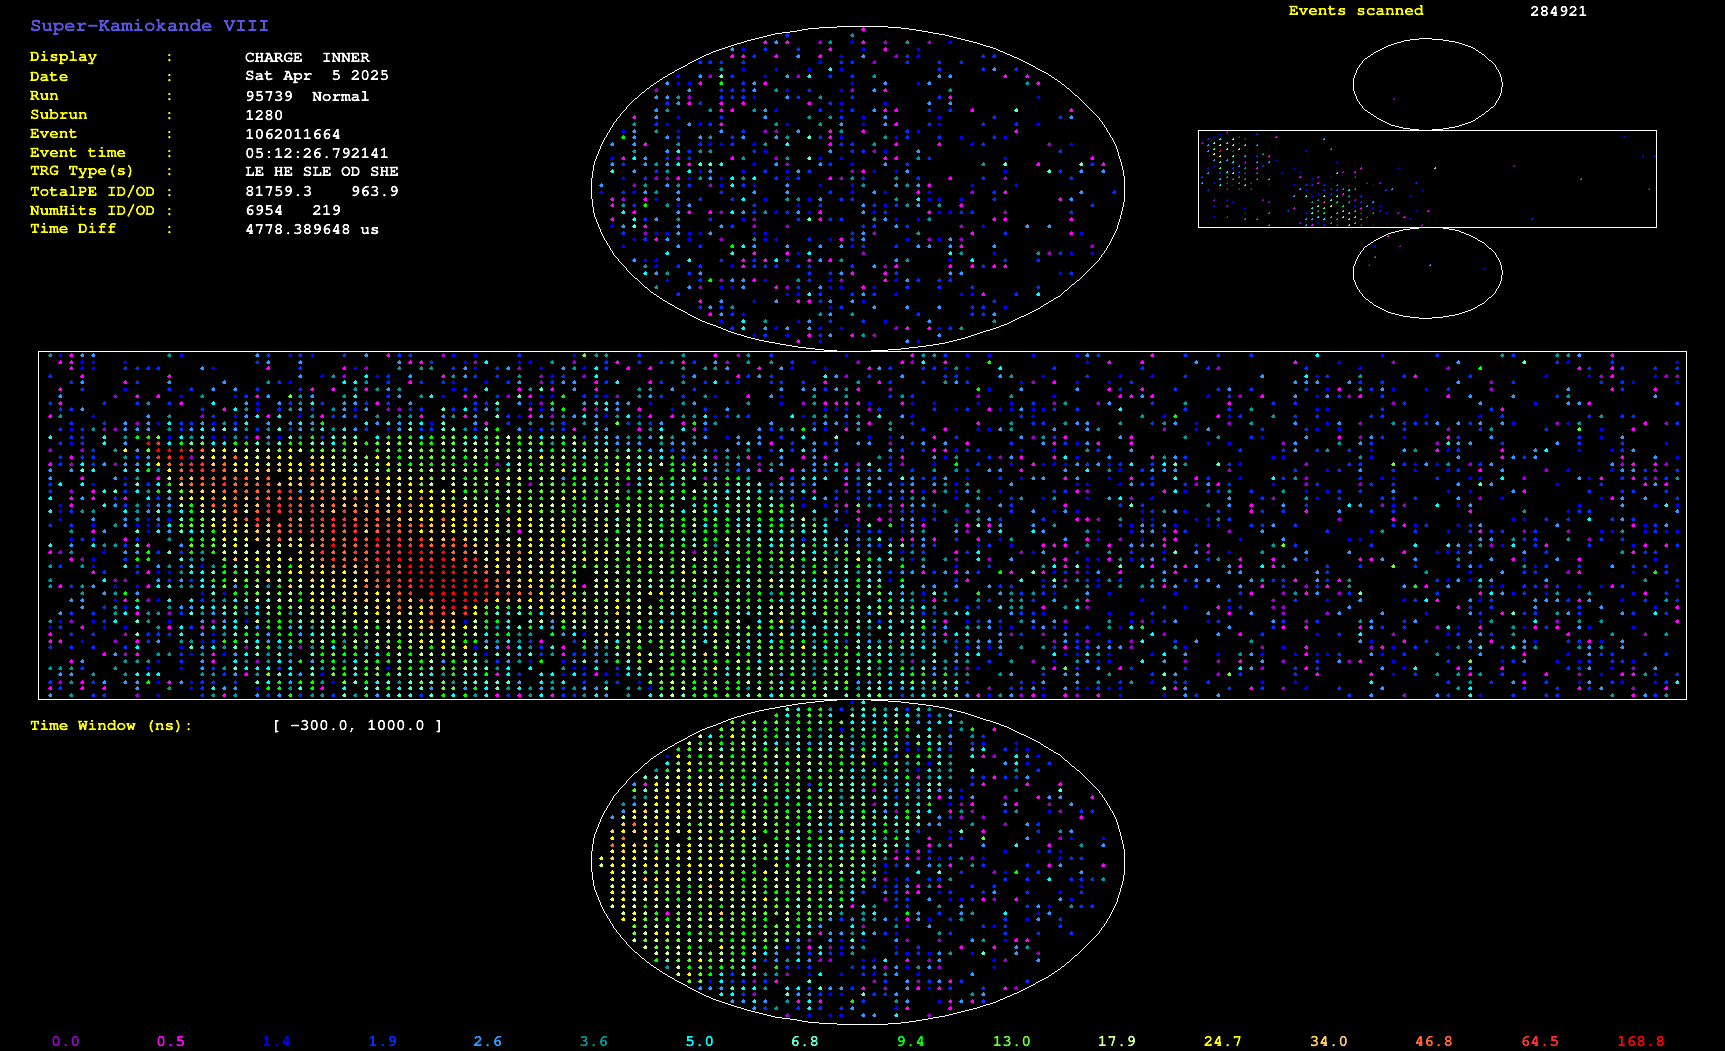 Super-Kamiokande VIII
Events scanned 284921
Display : CHARGE INNER
Date : Sat Apr 5 2025
Run : 95739 Normal
Subrun : 1280
Event : 1062011664
Event time : 05:12:26.792141
TRG Type(s) : LE HE SLE OD SHE
TotalPE ID/OD : 81759.3 963.9
NumHits ID/OD : 6954 219
Time Diff : 4778.389648 us
Time Window (ns): [ -300.0, 1000.0 ]
0.0 0.5 1.4 1.9 2.6 3.6 5.0 6.8 9.4 13.0 17.9 24.7 34.0 46.8 64.5 168.8